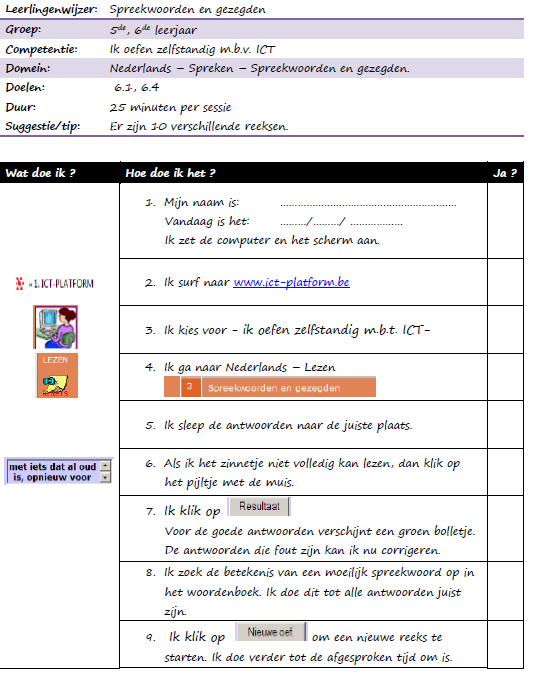 Leerlingenwijzer: Spreekwoorden en gezegden
Groep: 5de, 6de leerjaar
Competentie: Ik oefen zelfstandig m.b.v. ICT
Domein: Nederlands – Spreken – Spreekwoorden en gezegden.
Doelen: 6.1, 6.4
Duur: 25 minuten per sessie
Suggestie/tip: Er zijn 10 verschillende reeksen.
Wat doe ik ? Hoe doe ik het ? Ja ?
1. Mijn naam is: ……………………………………………………
Vandaag is het: ………/………/ ………………
Ik zet de computer en het scherm aan.
» 1. ICT-PLATFORM
2. Ik surf naar www.ict-platform.be
3. Ik kies voor - ik oefen zelfstandig m.b.t. ICT-
LEZEN
4. Ik ga naar Nederlands – Lezen
3 Spreekwoorden en gezegden
5. Ik sleep de antwoorden naar de juiste plaats.
met iets dat al oud
is, opnieuw voor
6. Als ik het zinnetje niet volledig kan lezen, dan klik op
het pijltje met de muis.
7. Ik klik op Resultaat
Voor de goede antwoorden verschijnt een groen bolletje.
De antwoorden die fout zijn kan ik nu corrigeren.
8. Ik zoek de betekenis van een moeilijk spreekwoord op in
het woordenboek. Ik doe dit tot alle antwoorden juist
zijn.
9. Ik klik op Nieuwe oef om een nieuwe reeks te
starten. Ik doe verder tot de afgesproken tijd om is.